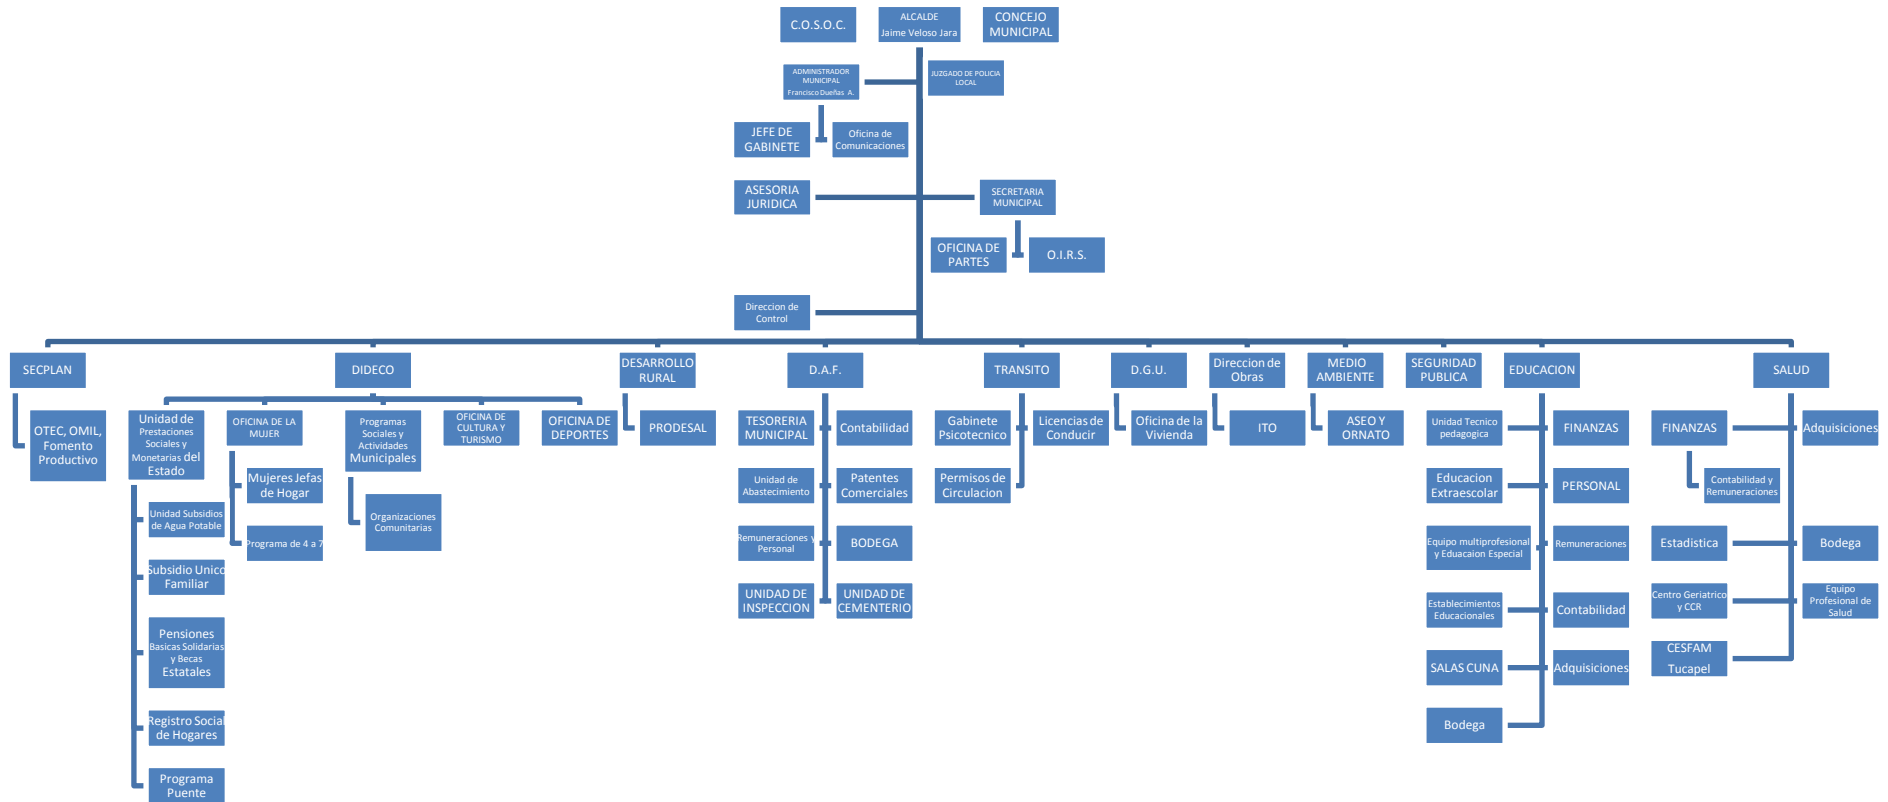 C.O.S.O.C.
ALCALDE
Jaime Veloso Jara
CONCEJO
MUNICIPAL
ADMINISTRADOR
MUNICIPAL
Francisco Dueñas A.
JUZGADO DE POLICIA
LOCAL
JEFE DE
GABINETE
Oficina de
Comunicaciones
ASESORIA
JURIDICA
SECRETARIA
MUNICIPAL
OFICINA DE
PARTES
O.I.R.S.
Direccion de
Control
SECPLAN
DIDECO
DESARROLLO
RURAL
D.A.F.
TRANSITO
D.G.U.
Direccion de
Obras
MEDIO
AMBIENTE
SEGURIDAD
PUBLICA
EDUCACION
SALUD
OTEC, OMIL,
Fomento
Productivo
Unidad de
Prestaciones
Sociales y
Monetarias del
Estado
OFICINA DE LA
MUJER
Programas
Sociales y
Actividades
Municipales
OFICINA DE
CULTURA Y
TURISMO
OFICINA DE
DEPORTES
PRODESAL
TESORERIA
MUNICIPAL
Contabilidad
Gabinete
Psicotecnico
Licencias de
Conducir
Oficina de la
Vivienda
ITO
ASEO Y
ORNATO
Unidad Tecnico
pedagogica
FINANZAS
FINANZAS
Adquisiciones
Mujeres Jefas
de Hogar
Unidad de
Abastecimiento
Patentes
Comerciales
Permisos de
Circulacion
Educacion
Extraescolar
PERSONAL
Contabilidad y
Remuneraciones
Unidad Subsidios
de Agua Potable
Programa de 4 a 7
Organizaciones
Comunitarias
Remuneraciones y
Personal
BODEGA
Equipo multiprofesional
y Eduacaion Especial
Remuneraciones
Estadistica
Bodega
Subsidio Unico
Familiar
UNIDAD DE
INSPECCION
UNIDAD DE
CEMENTERIO
Establecimientos
Educacionales
Contabilidad
Centro Geriatrico
y CCR
Equipo
Profesional de
Salud
Pensiones
Basicas Solidarias
y Becas
Estatales
SALAS CUNA
Adquisiciones
CESFAM
Tucapel
Registro Social
de Hogares
Bodega
Programa
Puente